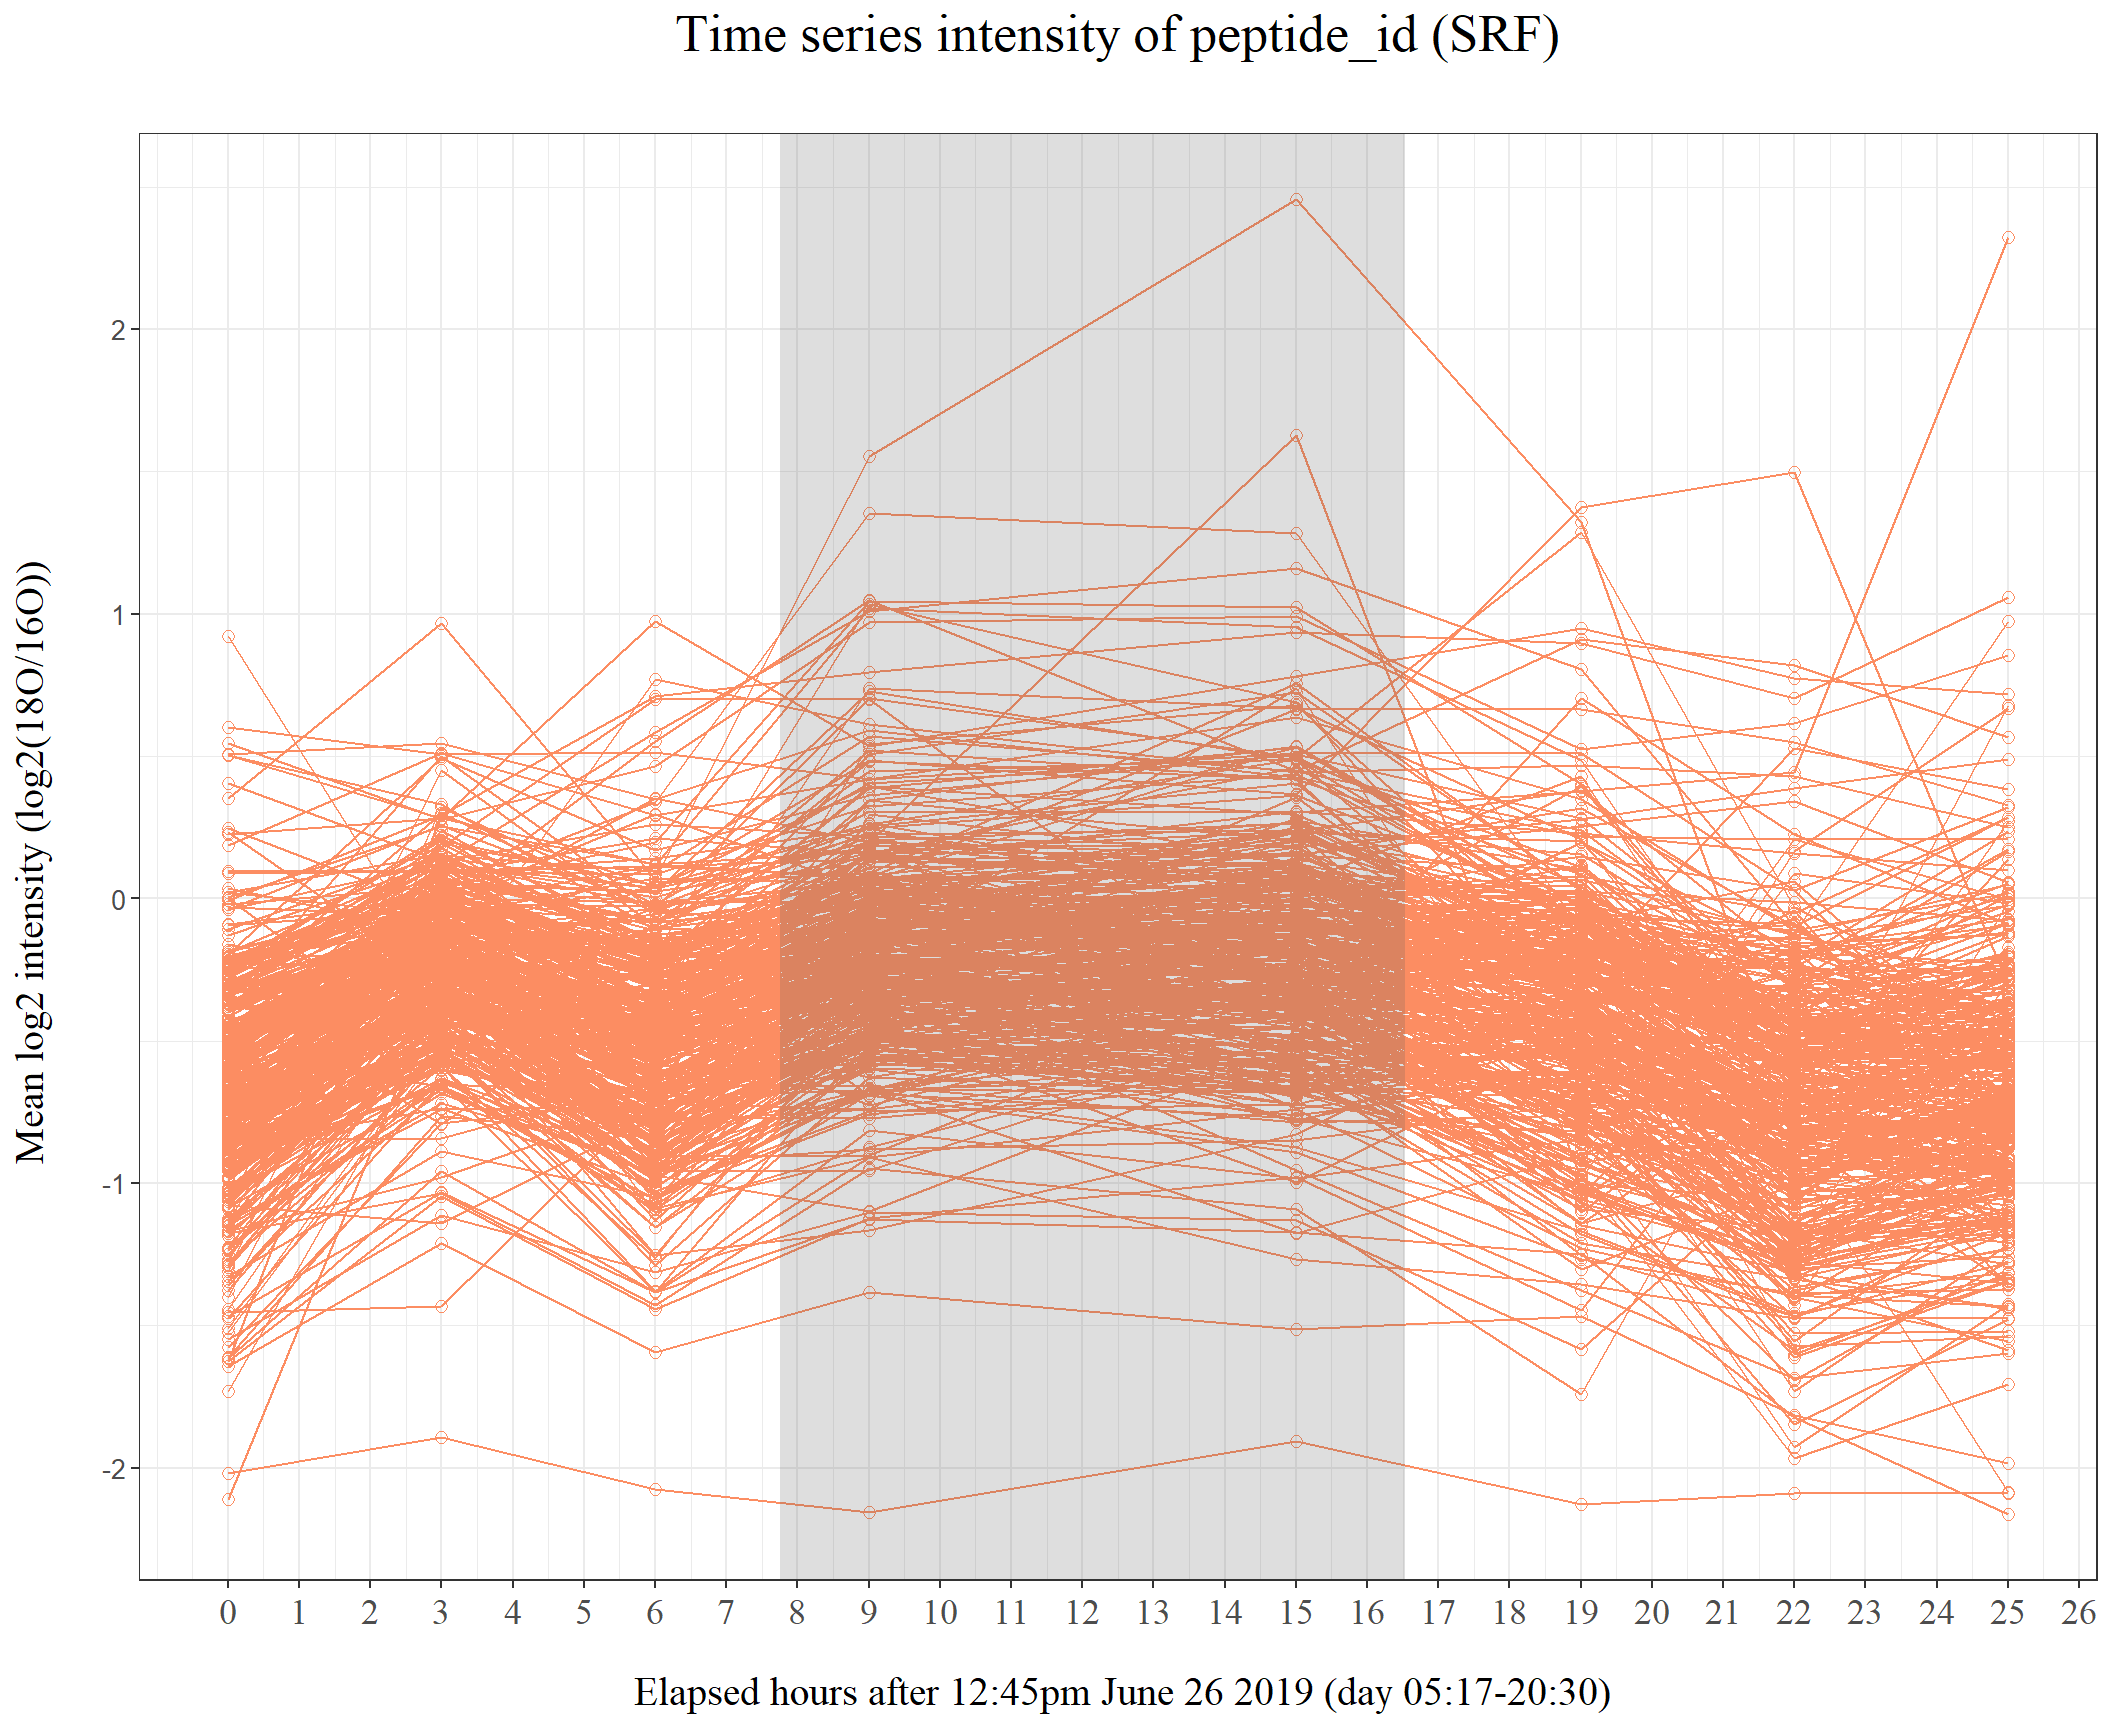 Time series intensity of peptide_id (SRF)
Mean log2 intensity (log2(18O/16O))
2
1
0
-1
-2
0 1 2 3 4 5 6 7 8 9 10 11 12 13 14 15 16 17 18 19 20 21 22 23 24 25 26
Elapsed hours after 12:45pm June 26 2019 (day 05:17-20:30)